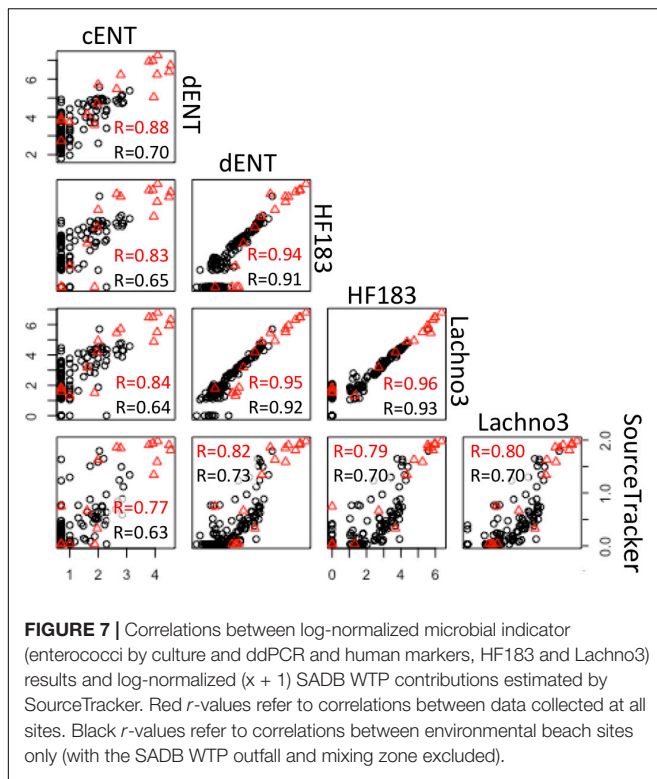 cENT
6
4
2
R=0.88
R=0.70
dENT
dENT
R=0.83
R=0.65
R=0.94
R=0.91
HF183
HF183
0 1 2 3 4 5 6
R=0.84
R=0.64
R=0.95
R=0.92
R=0.96
R=0.93
Lachno3
Lachno3
R=0.77
R=0.63
R=0.82
R=0.73
R=0.79
R=0.70
R=0.80
R=0.70
0.0 1.0 2.0
SourceTracker
1 2 3 4
0 2 4 6
FIGURE 7 | Correlations between log-normalized microbial indicator
(enterococci by culture and ddPCR and human markers, HF183 and Lachno3)
results and log-normalized (x + 1) SADB WTP contributions estimated by
SourceTracker. Red r-values refer to correlations between data collected at all
sites. Black r-values refer to correlations between environmental beach sites
only (with the SADB WTP outfall and mixing zone excluded).